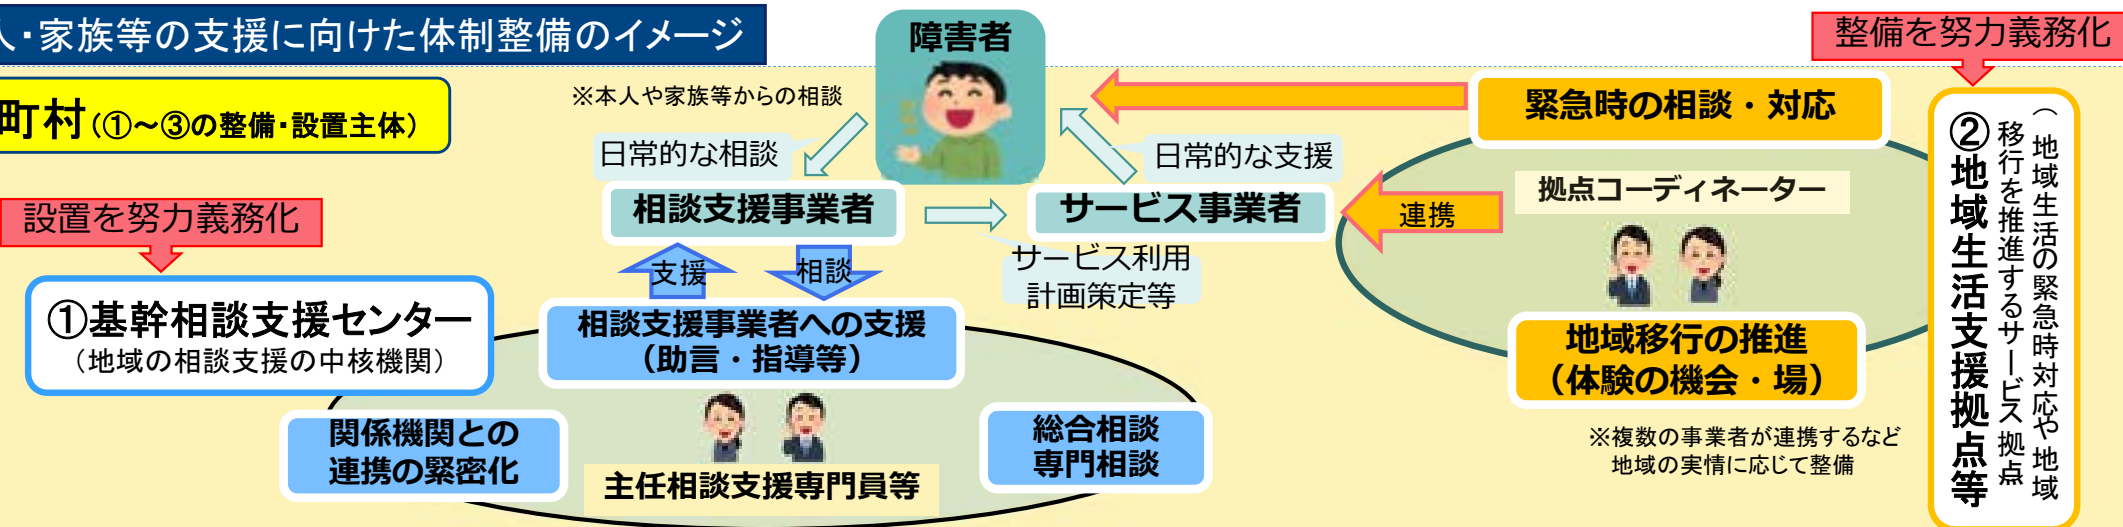 人・家族等の支援に向けた体制整備のイメージ
町村(①～③の整備・設置主体)
設置を努力義務化
①基幹相談支援センター
(地域の相談支援の中核機関)
障害者
※本人や家族等からの相談
日常的な相談
日常的な支援
相談支援事業者
サービス事業者
サービス利用
計画策定等
支援
相談
相談支援事業者への支援
(助言・指導等)
関係機関との
連携の緊密化
主任相談支援専門員等
総合相談
専門相談
整備を努力義務化
緊急時の相談・対応
拠点コーディネーター
連携
地域移行の推進
(体験の機会・場)
※複数の事業者が連携するなど
地域の実情に応じて整備
②地域生活支援拠点等
(地域生活の緊急時対応や地域
移行を推進するサービス拠点